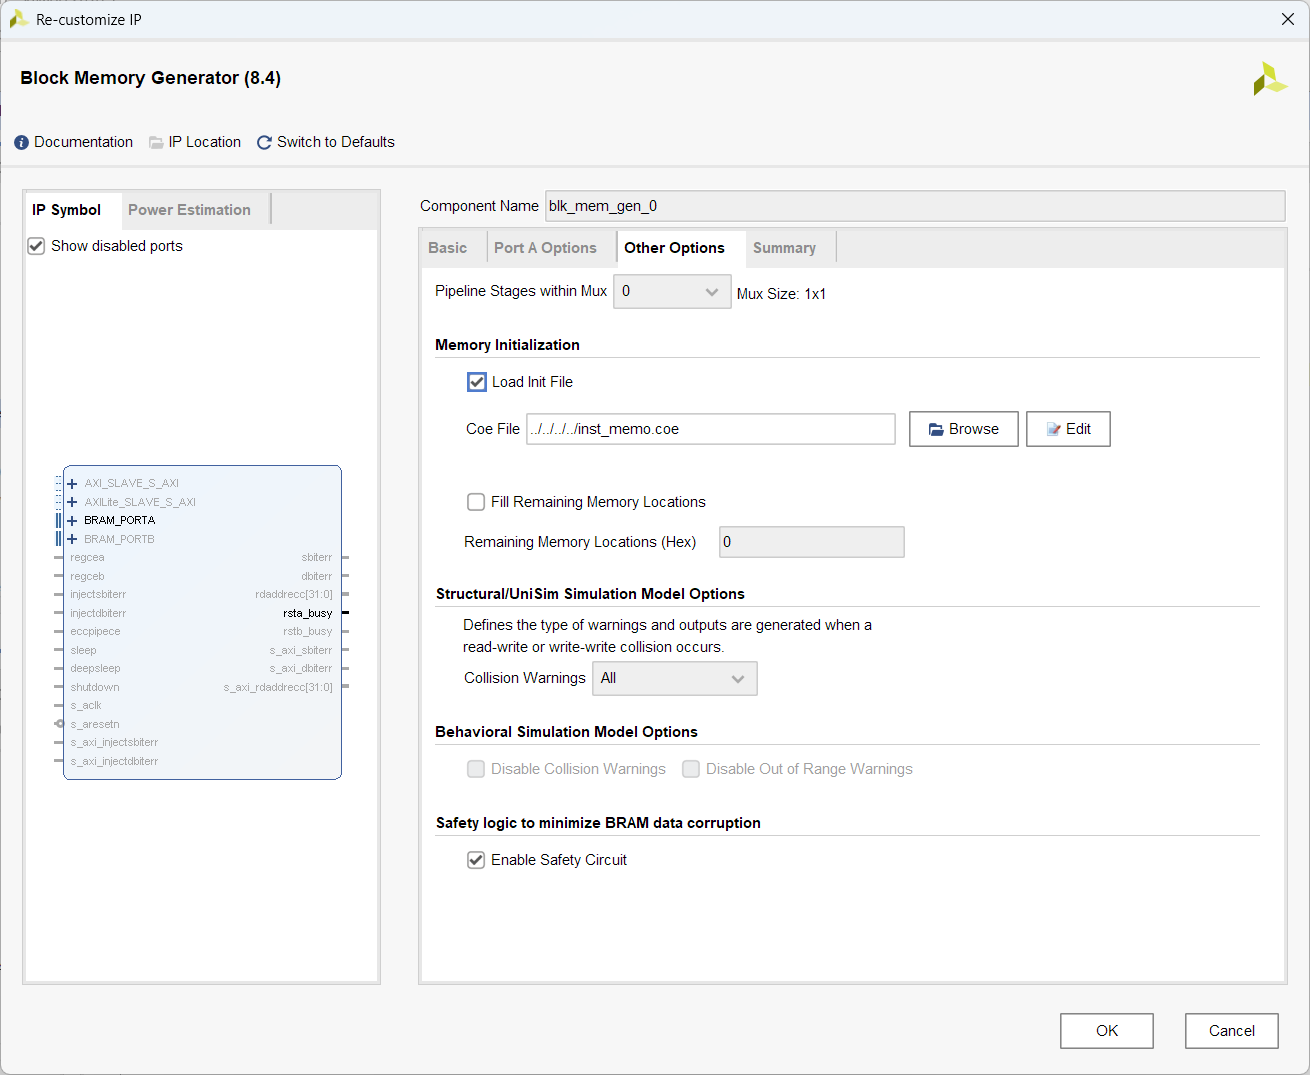 Re-customize IP
Block Memory Generator (8.4)
Documentation IP Location Switch to Defaults
IP Symbol Power Estimation
Show disabled ports
AXI_SLAVE_S_AXI
AXILite_SLAVE_S_AXI
BRAM_PORTA
BRAM_PORTB
regcea sbiterr
regceb dbiterr
injectsbiterr rdaddrecc[31:0]
injectdbiterr rsta_busy
eccpipece rstb_busy
sleep s_axi_sbiterr
deepsleep s_axi_dbiterr
shutdown s_axi_rdaddrecc[31:0]
s_aclk
s_aresetn
s_axi_injectsbiterr
s_axi_injectdbiterr
Component Name blk_mem_gen_0
Basic Port A Options Other Options Summary
Pipeline Stages within Mux 0 Mux Size: 1x1
Memory Initialization
Load Init File
Coe File ../../../../inst_memo.coe Browse Edit
Fill Remaining Memory Locations
Remaining Memory Locations (Hex) 0
Structural/UniSim Simulation Model Options
Defines the type of warnings and outputs are generated when a
read-write or write-write collision occurs.
Collision Warnings All
Behavioral Simulation Model Options
Disable Collision Warnings Disable Out of Range Warnings
Safety logic to minimize BRAM data corruption
Enable Safety Circuit
OK Cancel